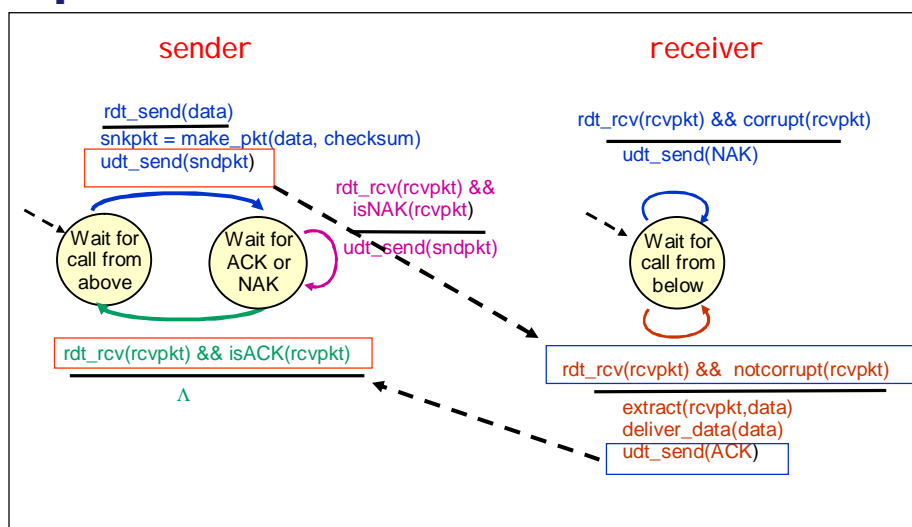 sender
rdt_send(data)
snkpkt = make_pkt(data, checksum)
udt_send(sndpkt)
rdt_rcv(rcvpkt) &&
isNAK(rcvpkt)
udt_send(sndpkt)
Wait for
call from
above
Wait for
ACK or
NAK
rdt_rcv(rcvpkt) && isACK(rcvpkt)
Λ
receiver
rdt_rcv(rcvpkt) && corrupt(rcvpkt)
udt_send(NAK)
Wait for
call from
below
rdt_rcv(rcvpkt) && notcorrupt(rcvpkt)
extract(rcvpkt,data)
deliver_data(data)
udt_send(ACK)